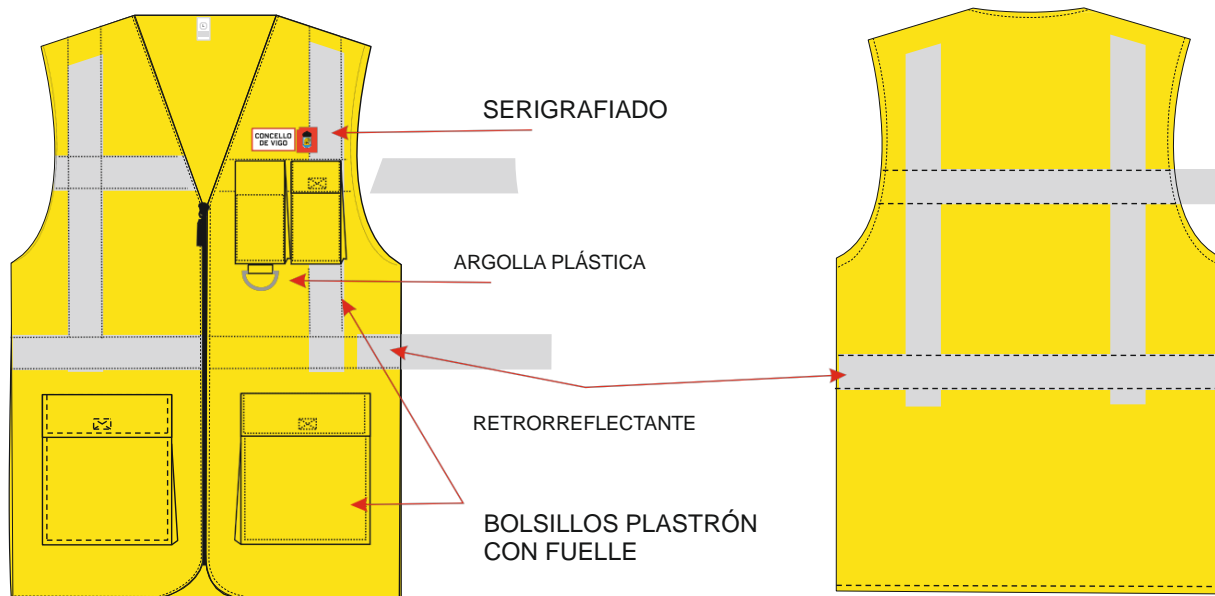 CONCELLO
DE VIGO
SERIGRAFIADO
ARGOLLA PLÁSTICA
RETRORREFLECTANTE
BOLSILLOS PLASTRÓN
CON FUELLE